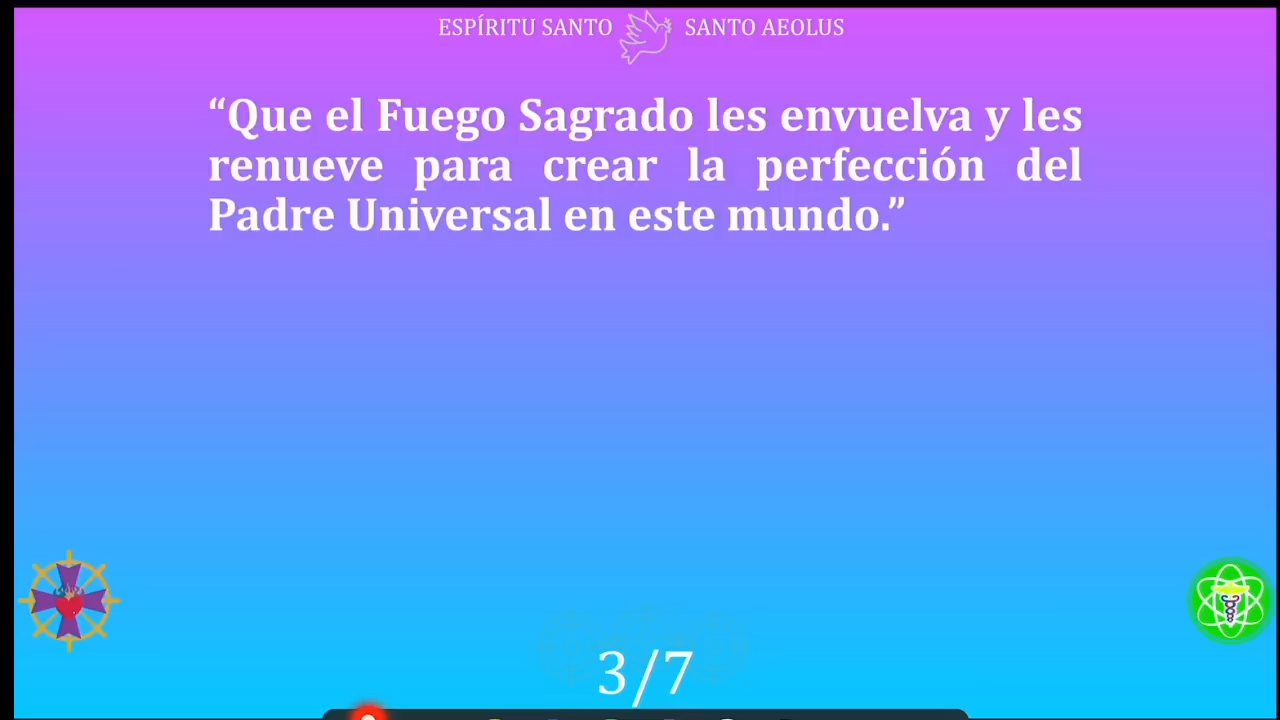 ESPÍRITU SANTO SANTO AEOLUS
“Que el Fuego Sagrado les envuelva y les
renueve para crear la perfección del
Padre Universal en este mundo.”
3/7